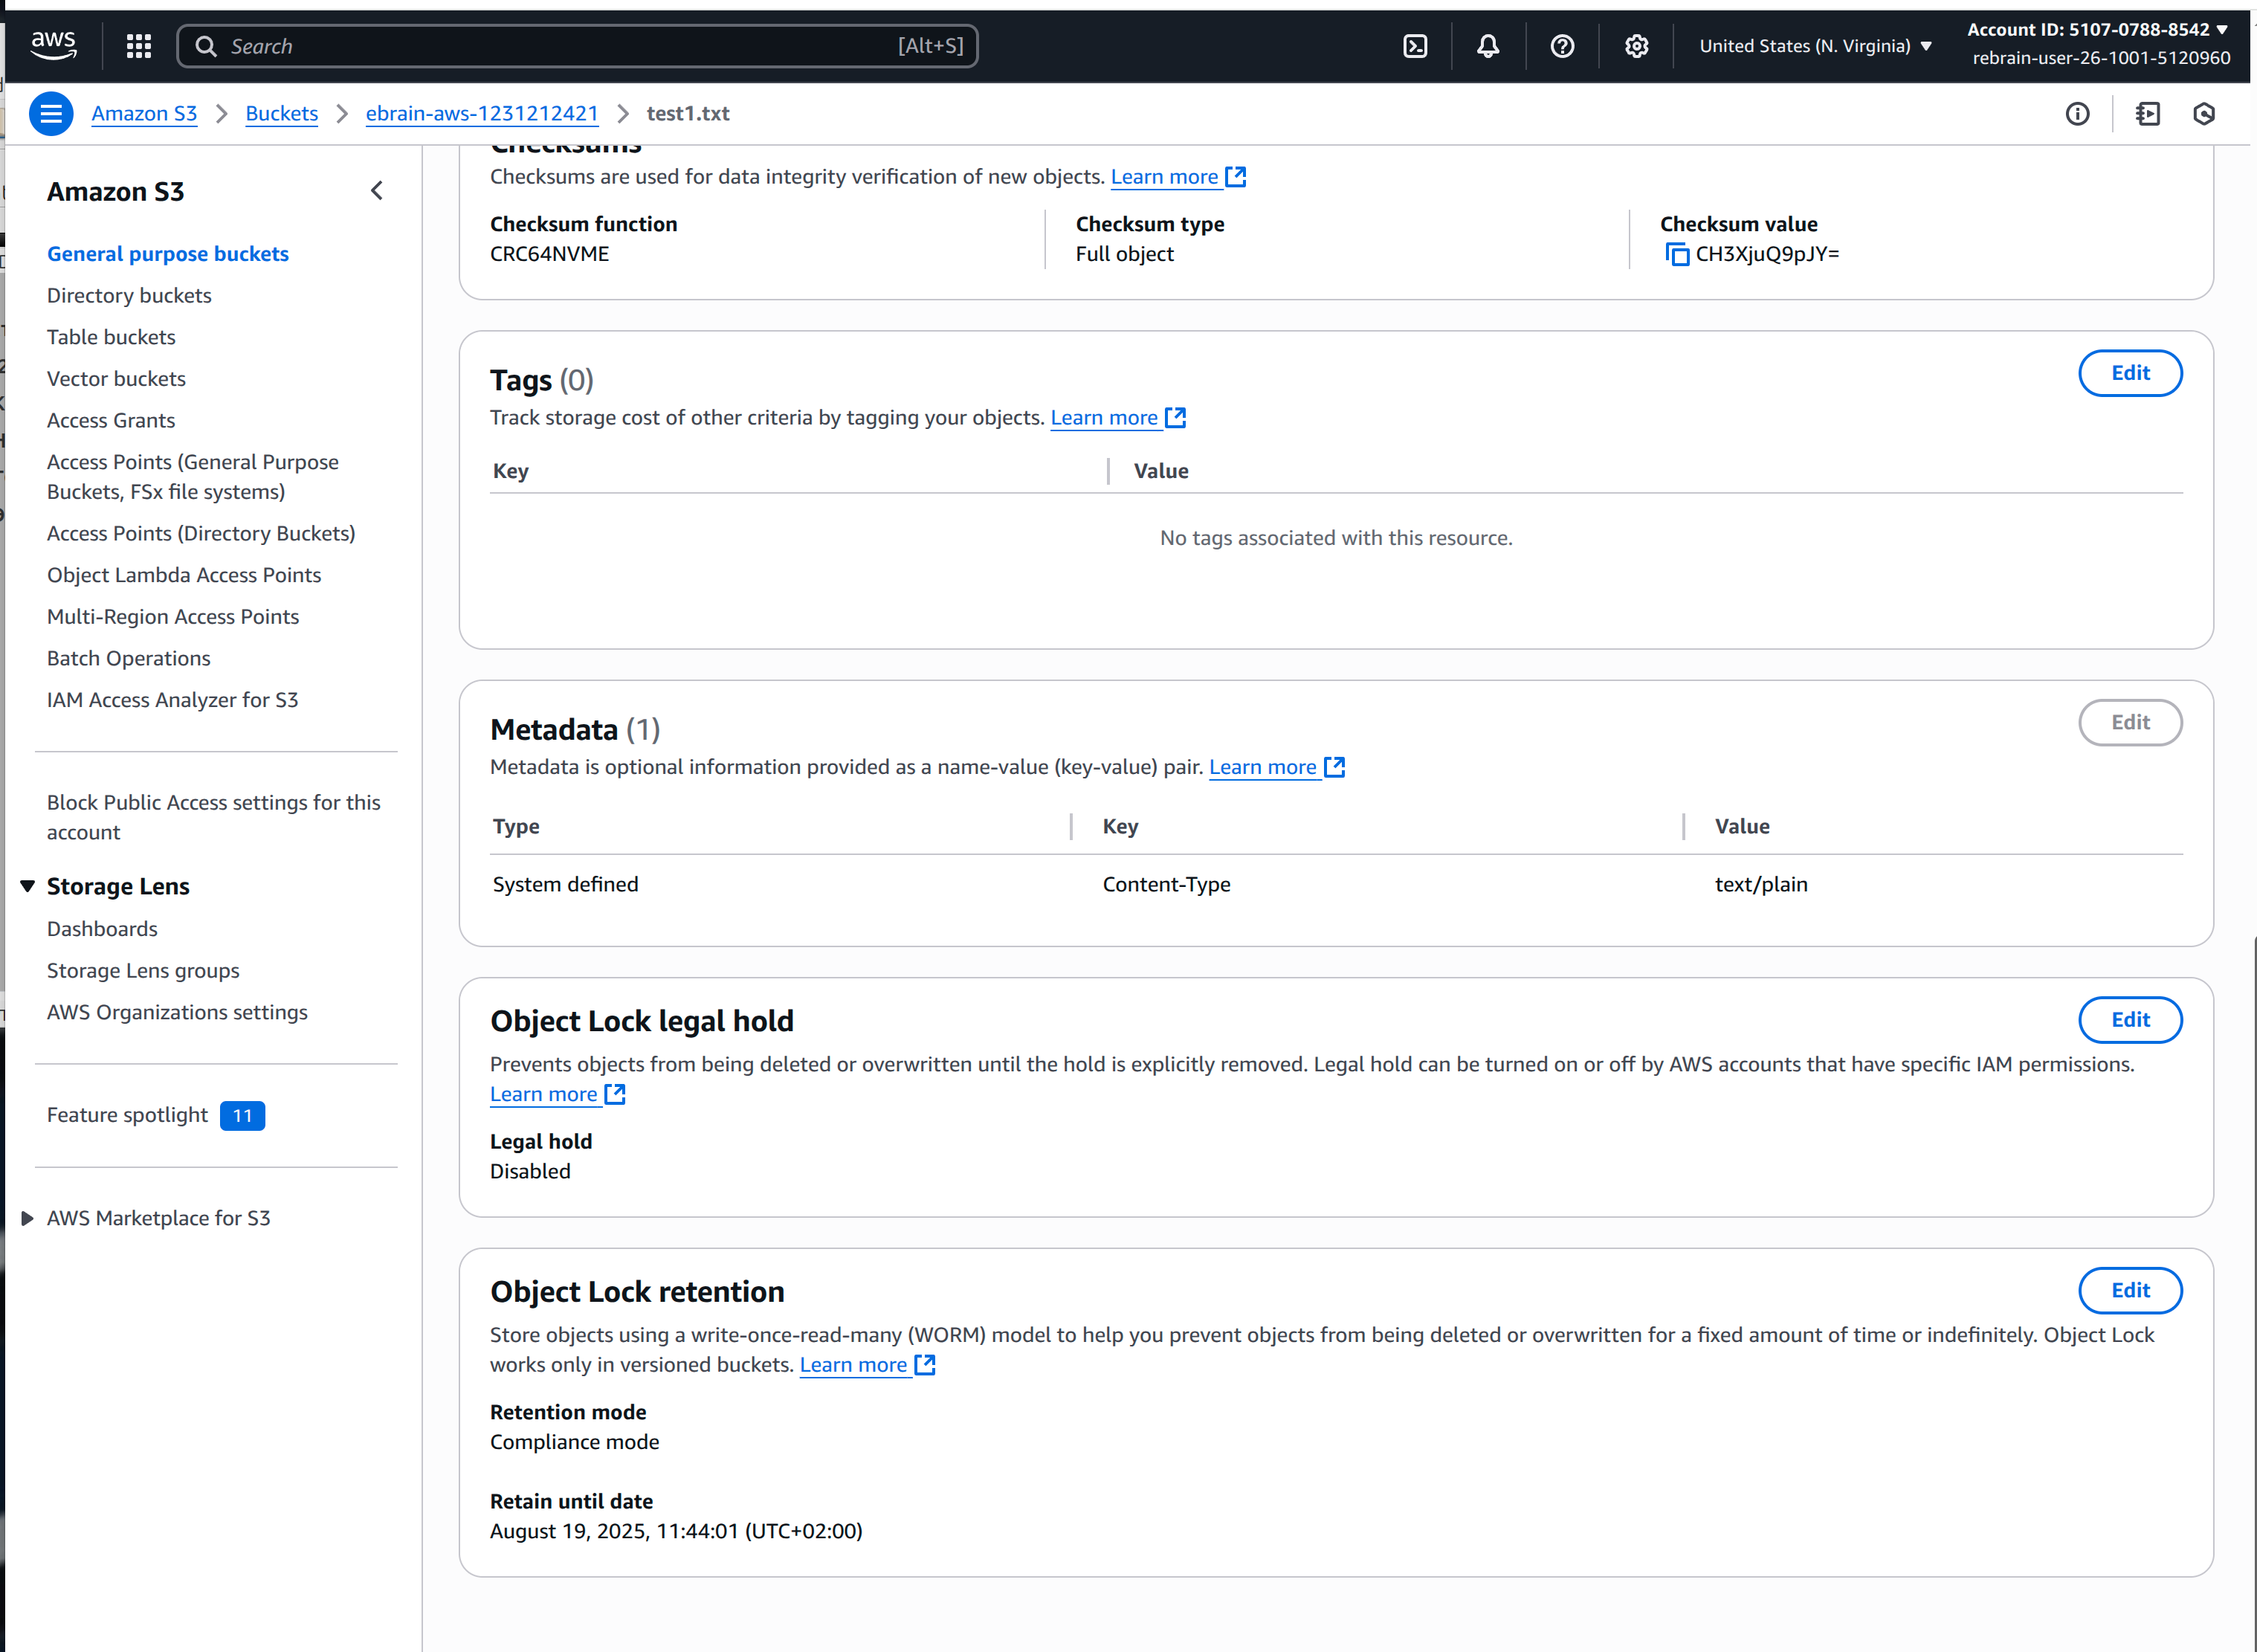 aws
Search
[Alt+S]
United States (N. Virginia)
Account ID: 5107-0788-8542
rebrain-user-26-1001-5120960
Amazon S3
Buckets
ebrain-aws-1231212421
test1.txt
Amazon S3
General purpose buckets
Directory buckets
Table buckets
Vector buckets
Access Grants
Access Points (General Purpose
Buckets, FSx file systems)
Access Points (Directory Buckets)
Object Lambda Access Points
Multi-Region Access Points
Batch Operations
IAM Access Analyzer for S3
Block Public Access settings for this
account
Storage Lens
Dashboards
Storage Lens groups
AWS Organizations settings
Feature spotlight 11
AWS Marketplace for S3
Checksums
Checksums are used for data integrity verification of new objects. Learn more
Checksum function
CRC64NVME
Checksum type
Full object
Checksum value
CH3XjuQ9pJY=
Tags (0)
Edit
Track storage cost of other criteria by tagging your objects. Learn more
Key
Value
No tags associated with this resource.
Metadata (1)
Edit
Metadata is optional information provided as a name-value (key-value) pair. Learn more
Type
Key
Value
System defined
Content-Type
text/plain
Object Lock legal hold
Edit
Prevents objects from being deleted or overwritten until the hold is explicitly removed. Legal hold can be turned on or off by AWS accounts that have specific IAM permissions.
Learn more
Legal hold
Disabled
Object Lock retention
Edit
Store objects using a write-once-read-many (WORM) model to help you prevent objects from being deleted or overwritten for a fixed amount of time or indefinitely. Object Lock
works only in versioned buckets. Learn more
Retention mode
Compliance mode
Retain until date
August 19, 2025, 11:44:01 (UTC+02:00)